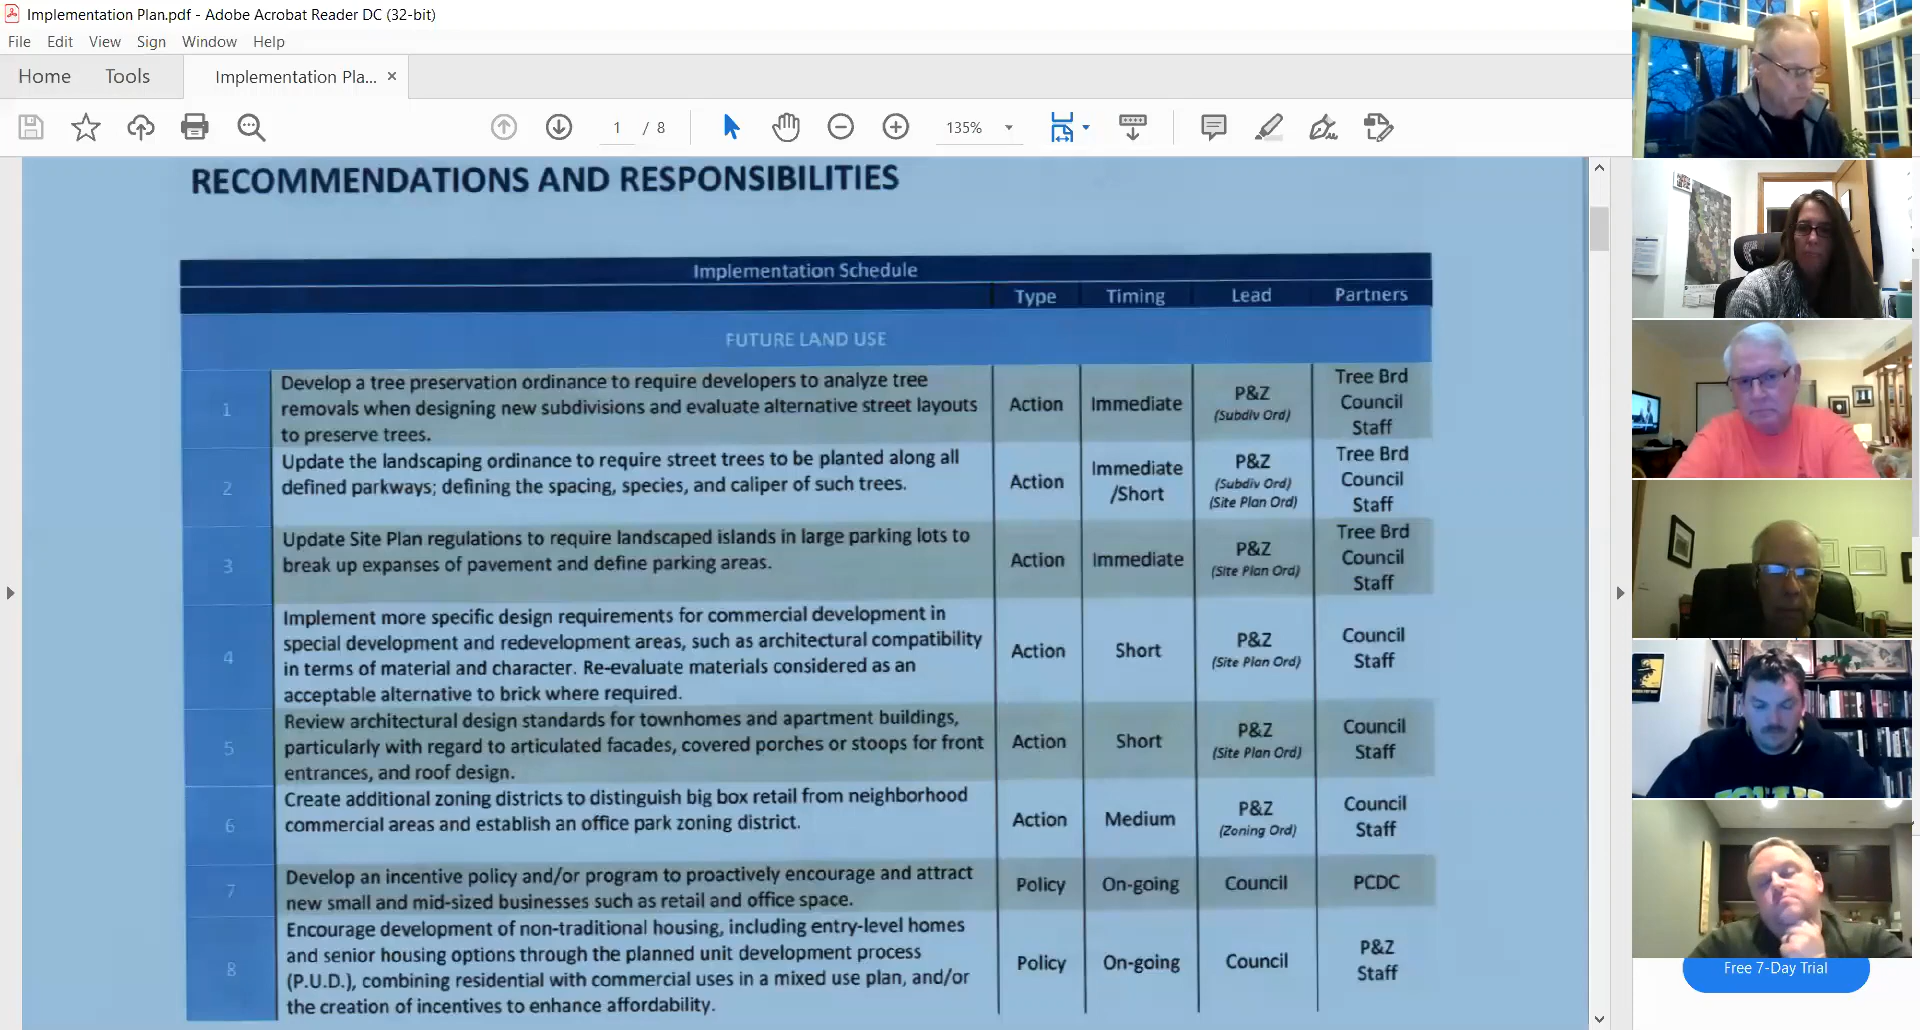 Implementation Plan.pdf - Adobe Acrobat Reader DC (32-bit)
File Edit View Sign Window Help
Home Tools Implementation Pla... ×
1 / 8 135%
RECOMMENDATIONS AND RESPONSIBILITIES
Implementation Schedule
Type Timing Lead Partners
FUTURE LAND USE
1
Develop a tree preservation ordinance to require developers to analyze tree
removals when designing new subdivisions and evaluate alternative street layouts
to preserve trees.
Action
Immediate
P&Z
(Subdiv Ord)
Tree Brd
Council
Staff
2
Update the landscaping ordinance to require street trees to be planted along all
defined parkways; defining the spacing, species, and caliper of such trees.
Action
Immediate
/Short
P&Z
(Subdiv Ord)
(Site Plan Ord)
Tree Brd
Council
Staff
3
Update Site Plan regulations to require landscaped islands in large parking lots to
break up expanses of pavement and define parking areas.
Action
Immediate
P&Z
(Site Plan Ord)
Tree Brd
Council
Staff
4
Implement more specific design requirements for commercial development in
special development and redevelopment areas, such as architectural compatibility
in terms of material and character. Re-evaluate materials considered as an
acceptable alternative to brick where required.
Action
Short
P&Z
(Site Plan Ord)
Council
Staff
5
Review architectural design standards for townhomes and apartment buildings,
particularly with regard to articulated facades, covered porches or stoops for front
entrances, and roof design.
Action
Short
P&Z
(Site Plan Ord)
Council
Staff
6
Create additional zoning districts to distinguish big box retail from neighborhood
commercial areas and establish an office park zoning district.
Action
Medium
P&Z
(Zoning Ord)
Council
Staff
7
Develop an incentive policy and/or program to proactively encourage and attract
new small and mid-sized businesses such as retail and office space.
Policy
On-going
Council
PCDC
8
Encourage development of non-traditional housing, including entry-level homes
and senior housing options through the planned unit development process
(P.U.D.), combining residential with commercial uses in a mixed use plan, and/or
the creation of incentives to enhance affordability.
Policy
On-going
Council
P&Z
Staff
Free 7-Day Trial